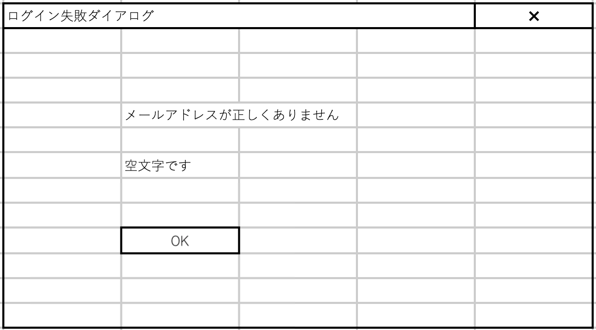 ログイン失敗ダイアログ ×
メールアドレスが正しくありません
空文字です
OK